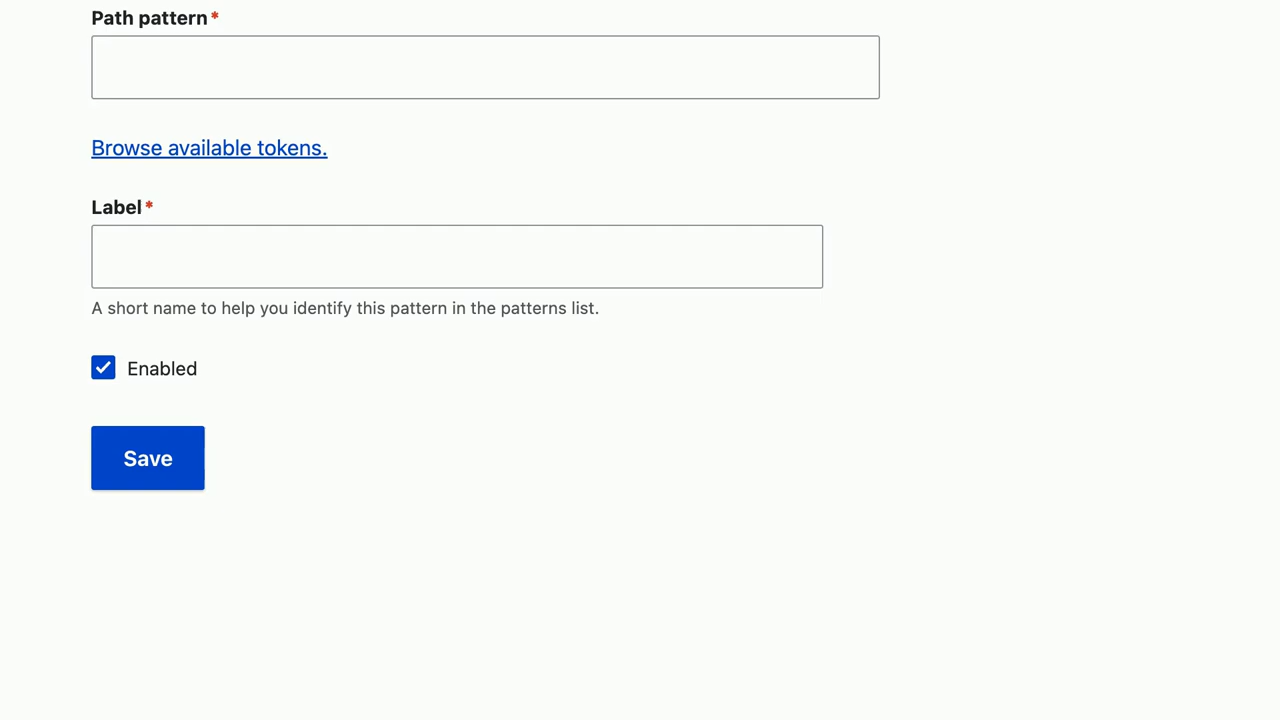 Path pattern*
Browse available tokens.
Label*
A short name to help you identify this pattern in the patterns list.
Enabled
Save